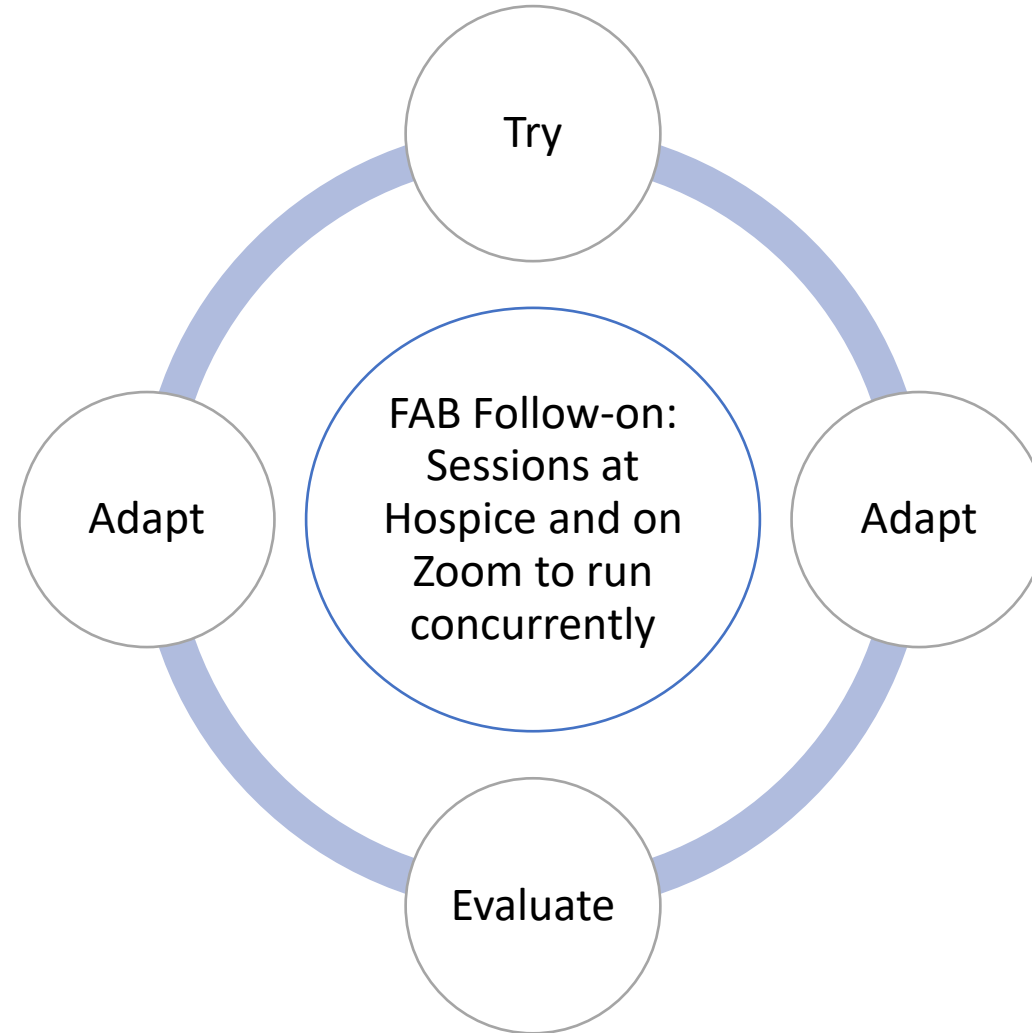 Try
Adapt
FAB Follow-on:
Sessions at
Hospice and on
Zoom to run
concurrently
Adapt
Evaluate